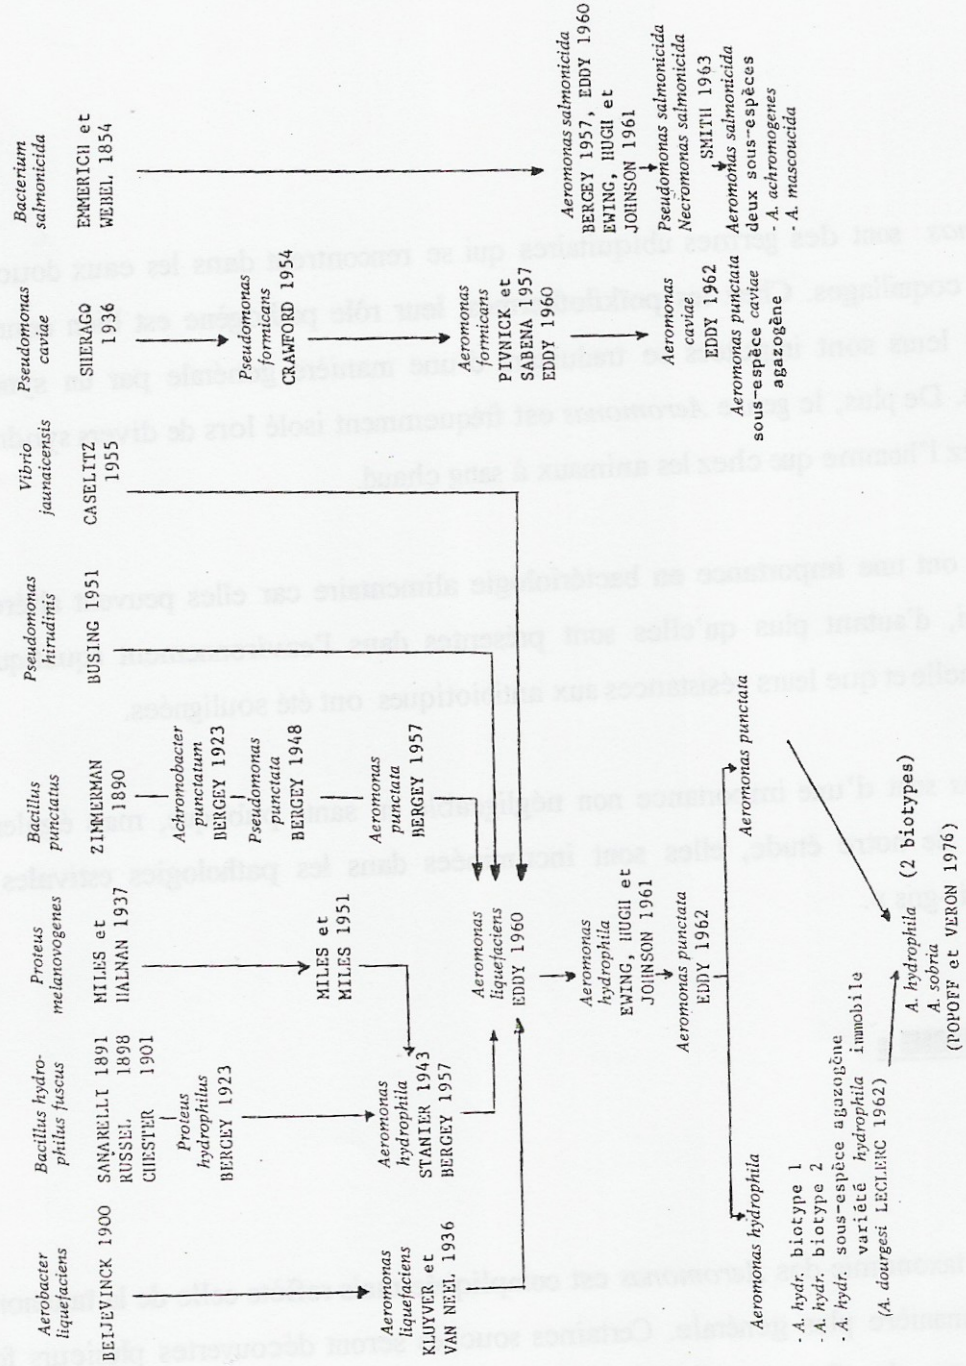 Aerobacter
liquefaciens
BEIJEVINCK 1900
Aeromonas
liquefaciens
KLUYVER et
VAN NEEL 1936
Bacillus hydro-
philus fuscus
SANARELLI 1891
RUSSEL 1898
CHESTER 1901
Proteus
hydrophilus
BERGEY 1923
Aeromonas
hydrophila
STANIER 1943
BERGEY 1957
Proteus
melanovogenes
MILES et
HALNAN 1937
MILES et
MILES 1951
Bacillus
punctatus
ZIMMERMAN
1890
Achromobacter
punctatum
BERGEY 1923
Pseudomonas
puncata
BERGEY 1948
Aeromonas
puncata
BERGEY 1957
Pseudomonas
hirudinis
BUSING 1951
Vibrio
jaunaicensis
CASELITZ
1955
Pseudomonas
caviae
SHERAGO
1936
Pseudomonas
formicens
CRAWFORD 1954
Aeromonas
formicans
PIVNICK et
SABENA 1957
EDDY 1960
Aeromonas
caviae
EDDY 1962
Aeromonas punctata
sous-espèce caviae
agazogène
Bacterium
salmonicida
EMMERICH et
WEBEL 1854
Aeromonas salmonicida
BERGEY 1957, EDDY 1960
EWING, HUGH et
JOHNSON 1961
Pseudomonas salmonicida
Necromonas salmonicida
SMITH 1963
Aeromonas salmonicida
deux sous-espèces
- A. achromogenes
- A. mascoucida
Aeromonas
liquefaciens
EDDY 1960
Aeromonas
hydrophila
EWING, HUGH et
JOHNSON 1961
Aeromonas punctata
EDDY 1962
Aeromonas hydrophila
- A. hydr. biotype 1
- A. hydr. biotype 2
- A. hydr. sous-espèce agazogène
variété hydrophila immobile
(A. dourgesi LECLERC 1962)
Aeromonas punctata
A. hydrophila (2 biotypes)
A. sobria
(POPOFF et VERON 1976)